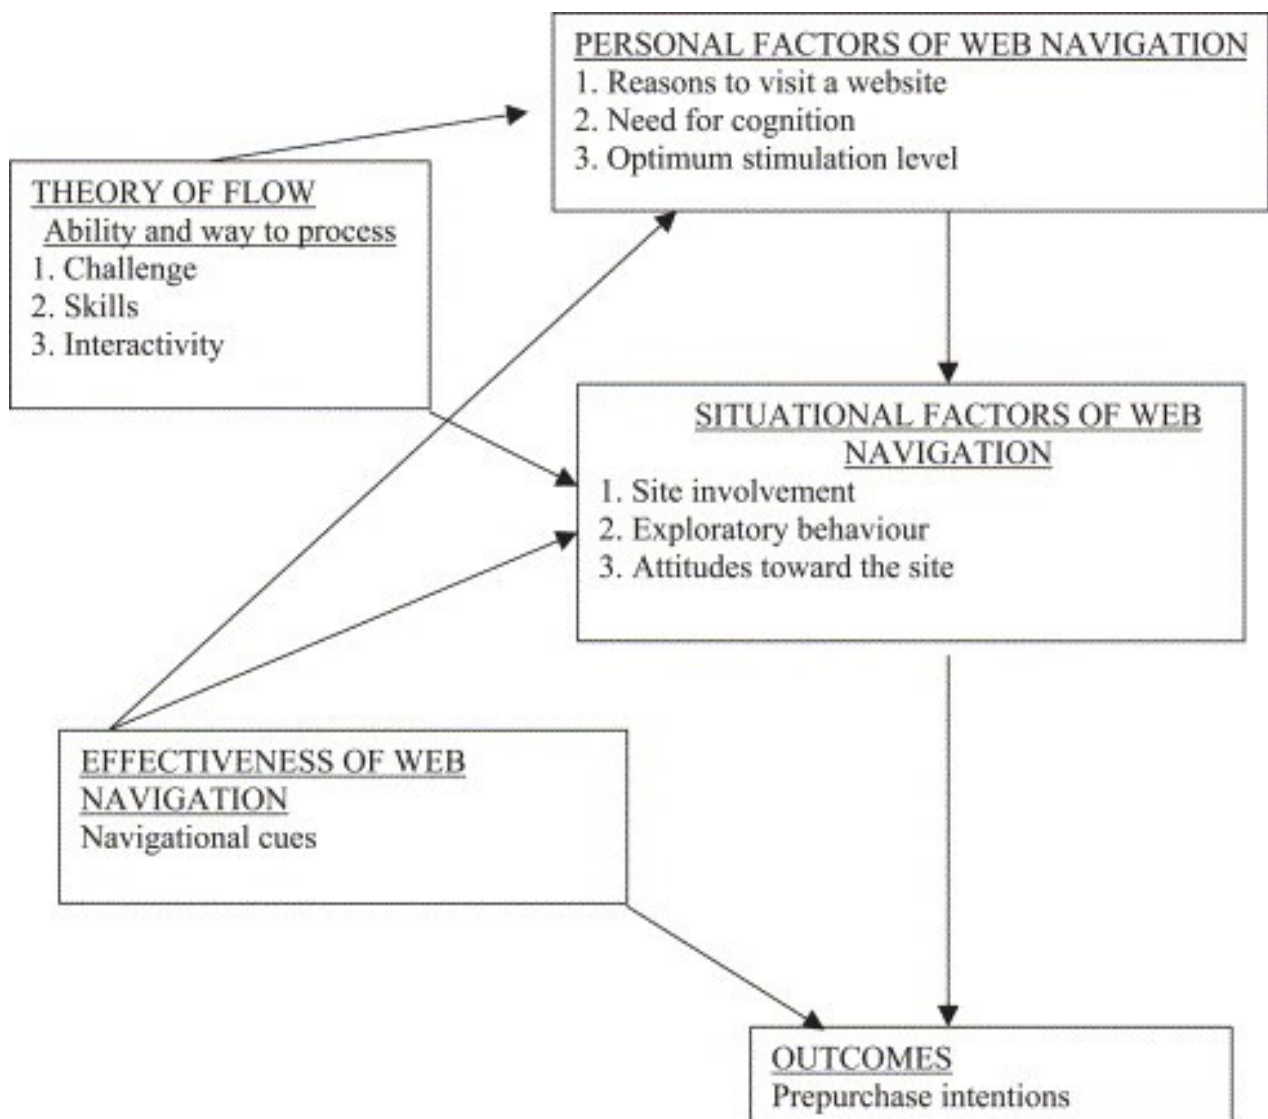 PERSONAL FACTORS OF WEB NAVIGATION
1. Reasons to visit a website
2. Need for cognition
3. Optimum stimulation level
THEORY OF FLOW
Ability and way to process
1. Challenge
2. Skills
3. Interactivity
SITUATIONAL FACTORS OF WEB
NAVIGATION
1. Site involvement
2. Exploratory behaviour
3. Attitudes toward the site
EFFECTIVENESS OF WEB
NAVIGATION
Navigational cues
OUTCOMES
Prepurchase intentions